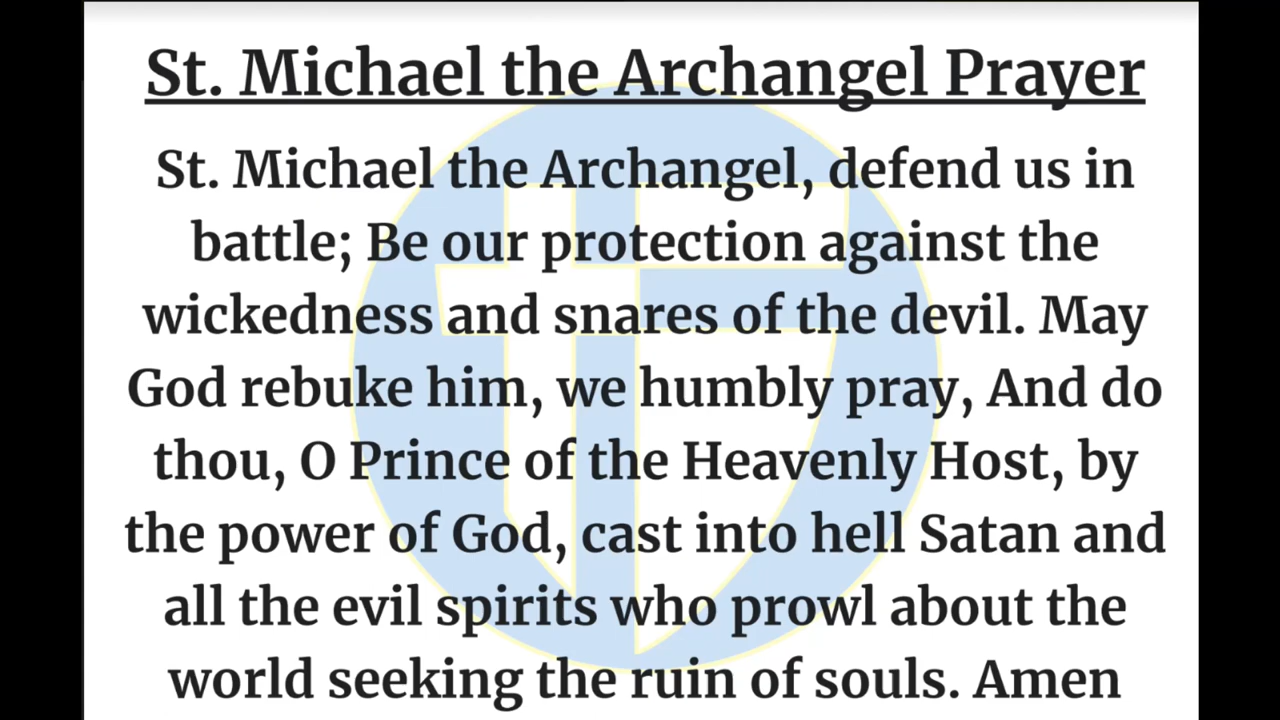 St. Michael the Archangel Prayer
St. Michael the Archangel, defend us in
battle; Be our protection against the
wickedness and snares of the devil. May
God rebuke him, we humbly pray, And do
thou, O Prince of the Heavenly Host, by
the power of God, cast into hell Satan and
all the evil spirits who prowl about the
world seeking the ruin of souls. Amen